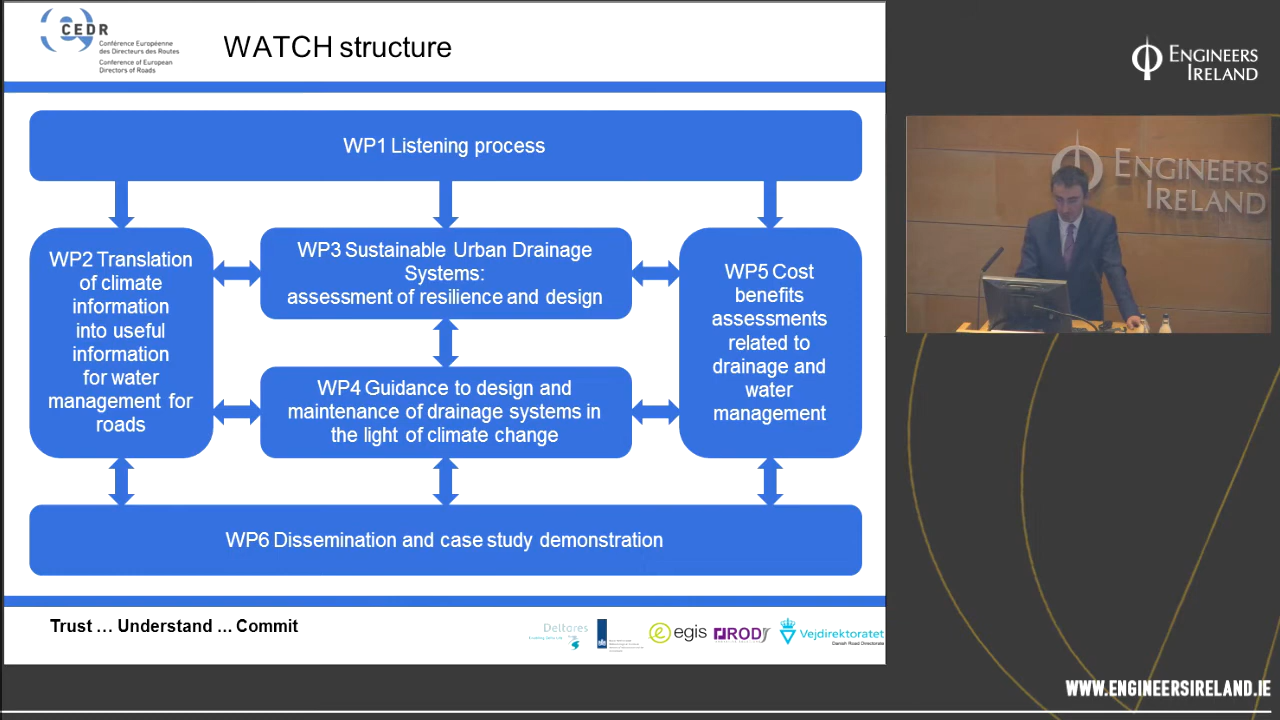 CEDR
Conférence Européenne
des Directeurs des Routes
Conference of European
Directors of Roads
WATCH structure
WP1 Listening process
WP2 Translation
of climate
information
into useful
information
for water
management for
roads
WP3 Sustainable Urban Drainage
Systems:
assessment of resilience and design
WP4 Guidance to design and
maintenance of drainage systems in
the light of climate change
WP5 Cost
benefits
assessments
related to
drainage and
water
management
WP6 Dissemination and case study demonstration
Trust ... Understand ... Commit
Deltares
egis
RODS
Vejdirektoratet
Danish Road Directorate
ENGINEERS
IRELAND
ENGINEERS
IRELAND
WWW.ENGINEERSIRELAND.IE